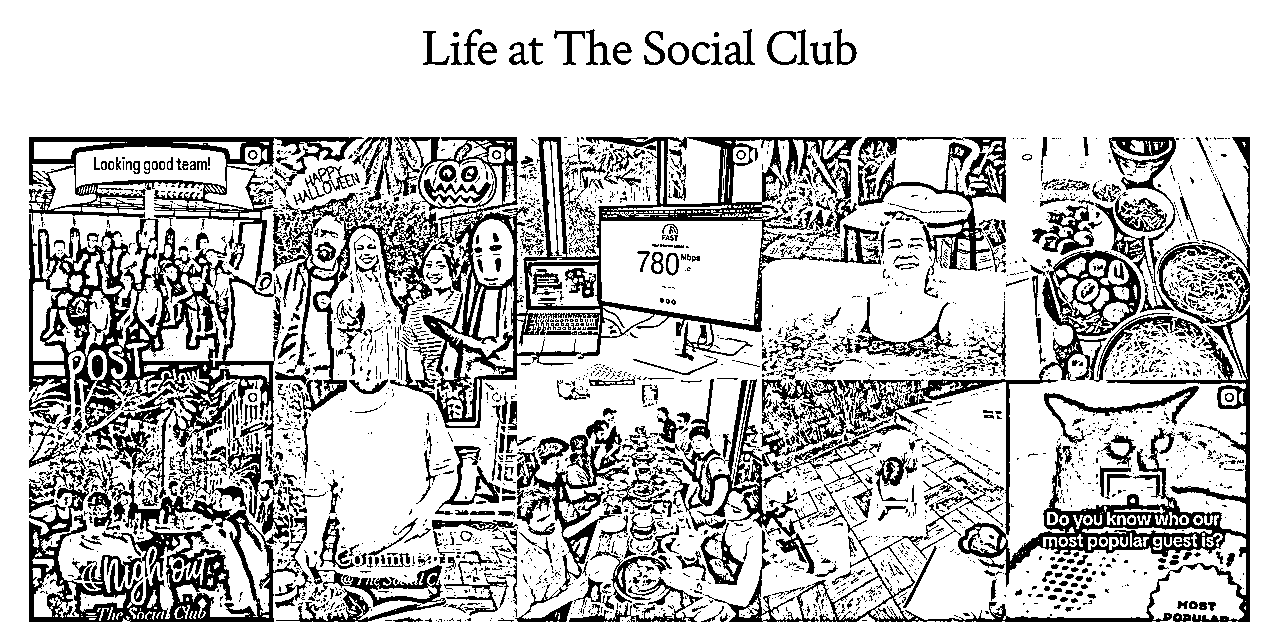 Life at The Social Club
Looking good team!
HAPPY
HALLOWEEN
FAST
780 Mbps
POST
night out
The Social Club
Do you know who our
most popular guest is?
MOST
POPULAR